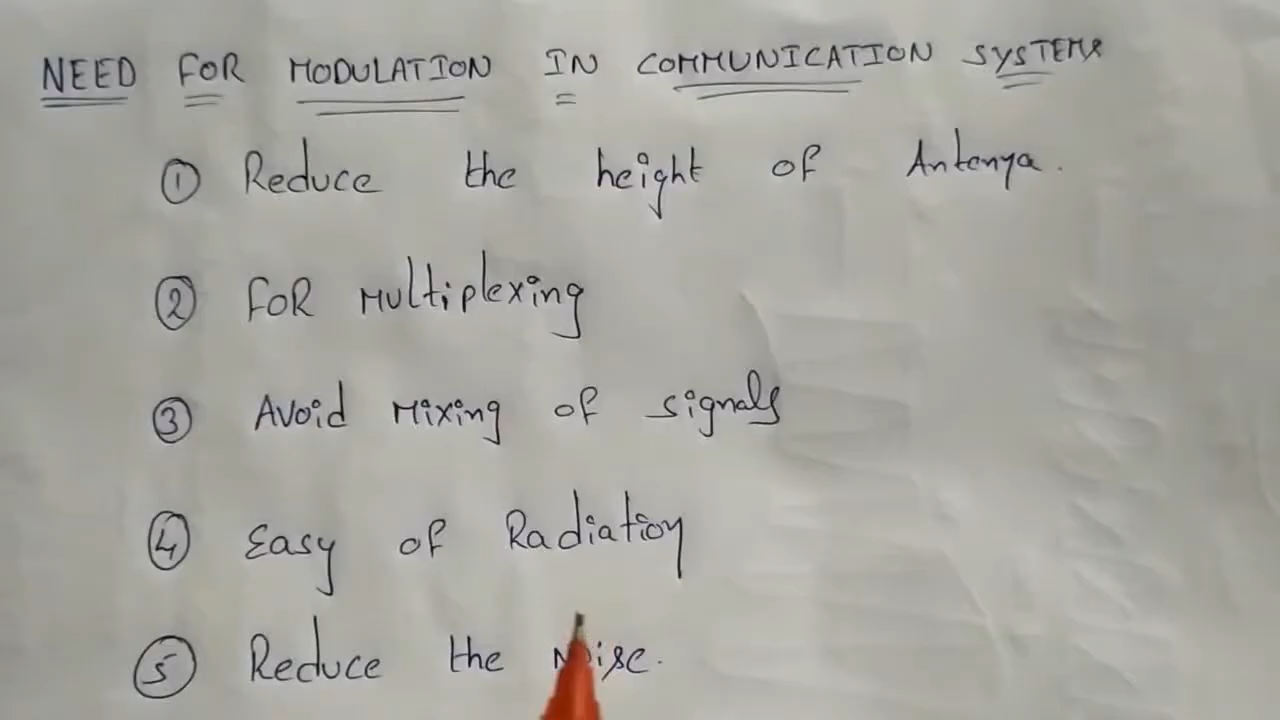 NEED FOR MODULATION IN COMMUNICATION SYSTEMS
① Reduce the height of Antenna.
② FOR Multiplexing
③ Avoid Mixing of signals
④ Easy of Radiation
⑤ Reduce the Noise.